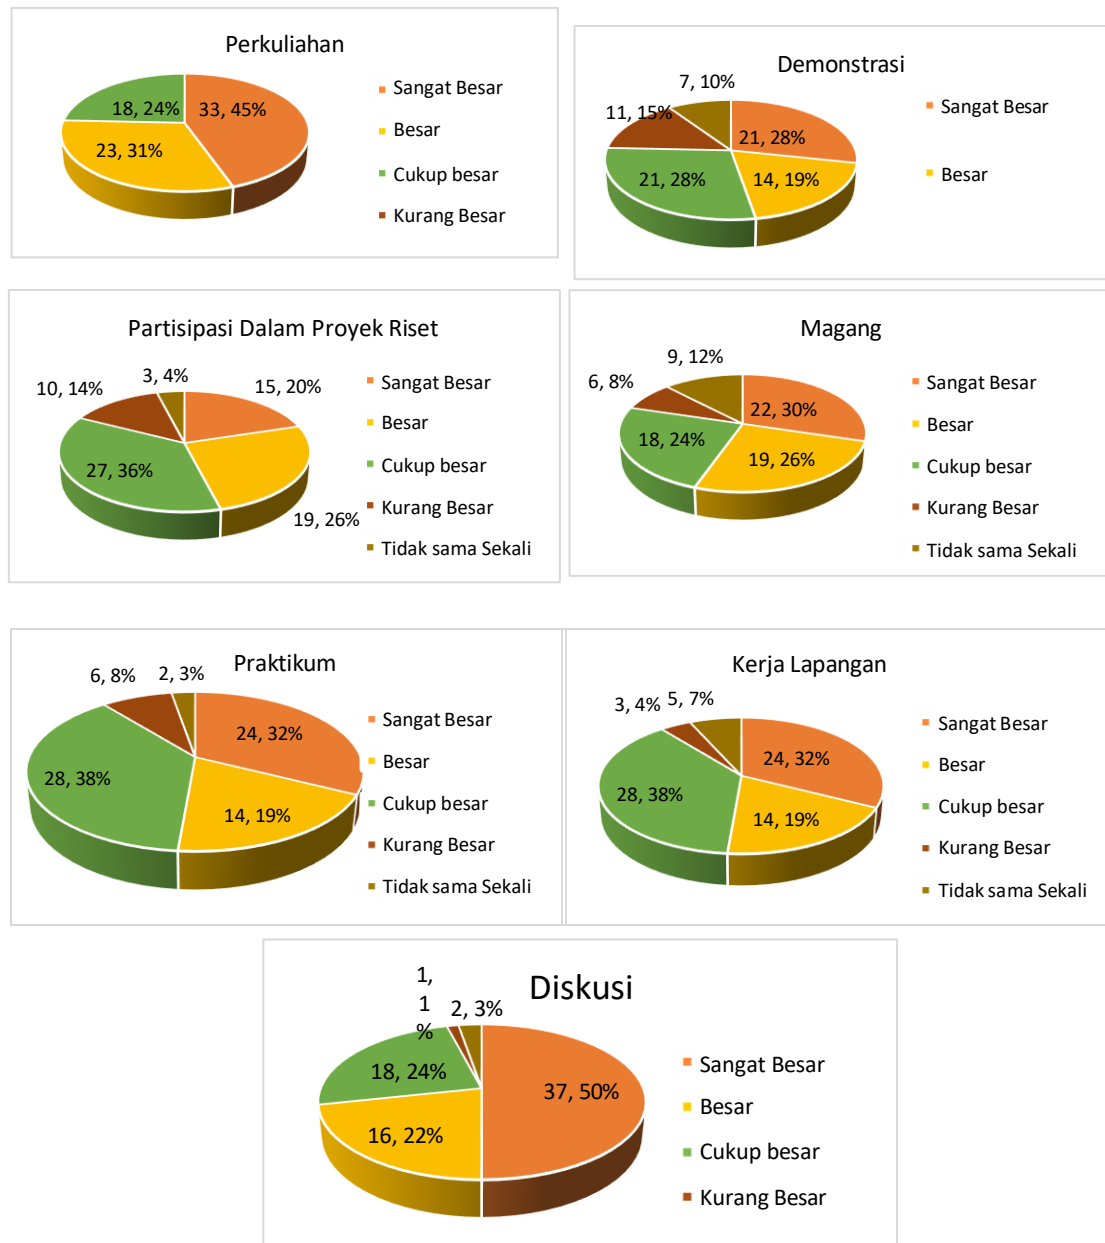 Perkuliahan
18, 24%
33, 45%
23, 31%
Sangat Besar
Besar
Cukup besar
Kurang Besar
Demonstrasi
7, 10%
11, 15%
21, 28%
21, 28%
14, 19%
Sangat Besar
Besar
Partisipasi Dalam Proyek Riset
10, 14%
3, 4%
15, 20%
27, 36%
19, 26%
Sangat Besar
Besar
Cukup besar
Kurang Besar
Tidak sama Sekali
Magang
9, 12%
6, 8%
22, 30%
18, 24%
19, 26%
Sangat Besar
Besar
Cukup besar
Kurang Besar
Tidak sama Sekali
Praktikum
6, 8%
2, 3%
24, 32%
28, 38%
14, 19%
Sangat Besar
Besar
Cukup besar
Kurang Besar
Tidak sama Sekali
Kerja Lapangan
3, 4%
5, 7%
24, 32%
28, 38%
14, 19%
Sangat Besar
Besar
Cukup besar
Kurang Besar
Tidak sama Sekali
Diskusi
1,
1
%
2, 3%
18, 24%
37, 50%
16, 22%
Sangat Besar
Besar
Cukup besar
Kurang Besar